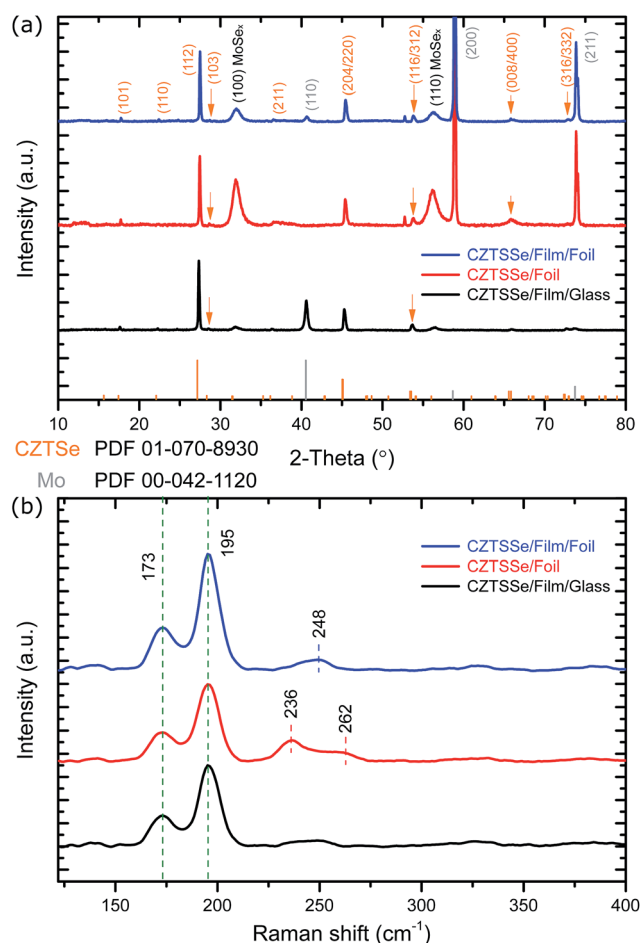 (a)
Intensity (a.u.)
(101)
(110)
(112)
(103)
(100) MoSeₓ
(211)
(110)
(204/220)
(116/312)
(110) MoSeₓ
(200)
(008/400)
(316/332)
(211)
CZTSSe/Film/Foil
CZTSSe/Foil
CZTSSe/Film/Glass
10 20 30 40 50 60 70 80
2-Theta (°)
CZTSe PDF 01-070-8930
Mo PDF 00-042-1120
(b)
Intensity (a.u.)
173
195
248
236
262
CZTSSe/Film/Foil
CZTSSe/Foil
CZTSSe/Film/Glass
150 200 250 300 350 400
Raman shift (cm⁻¹)